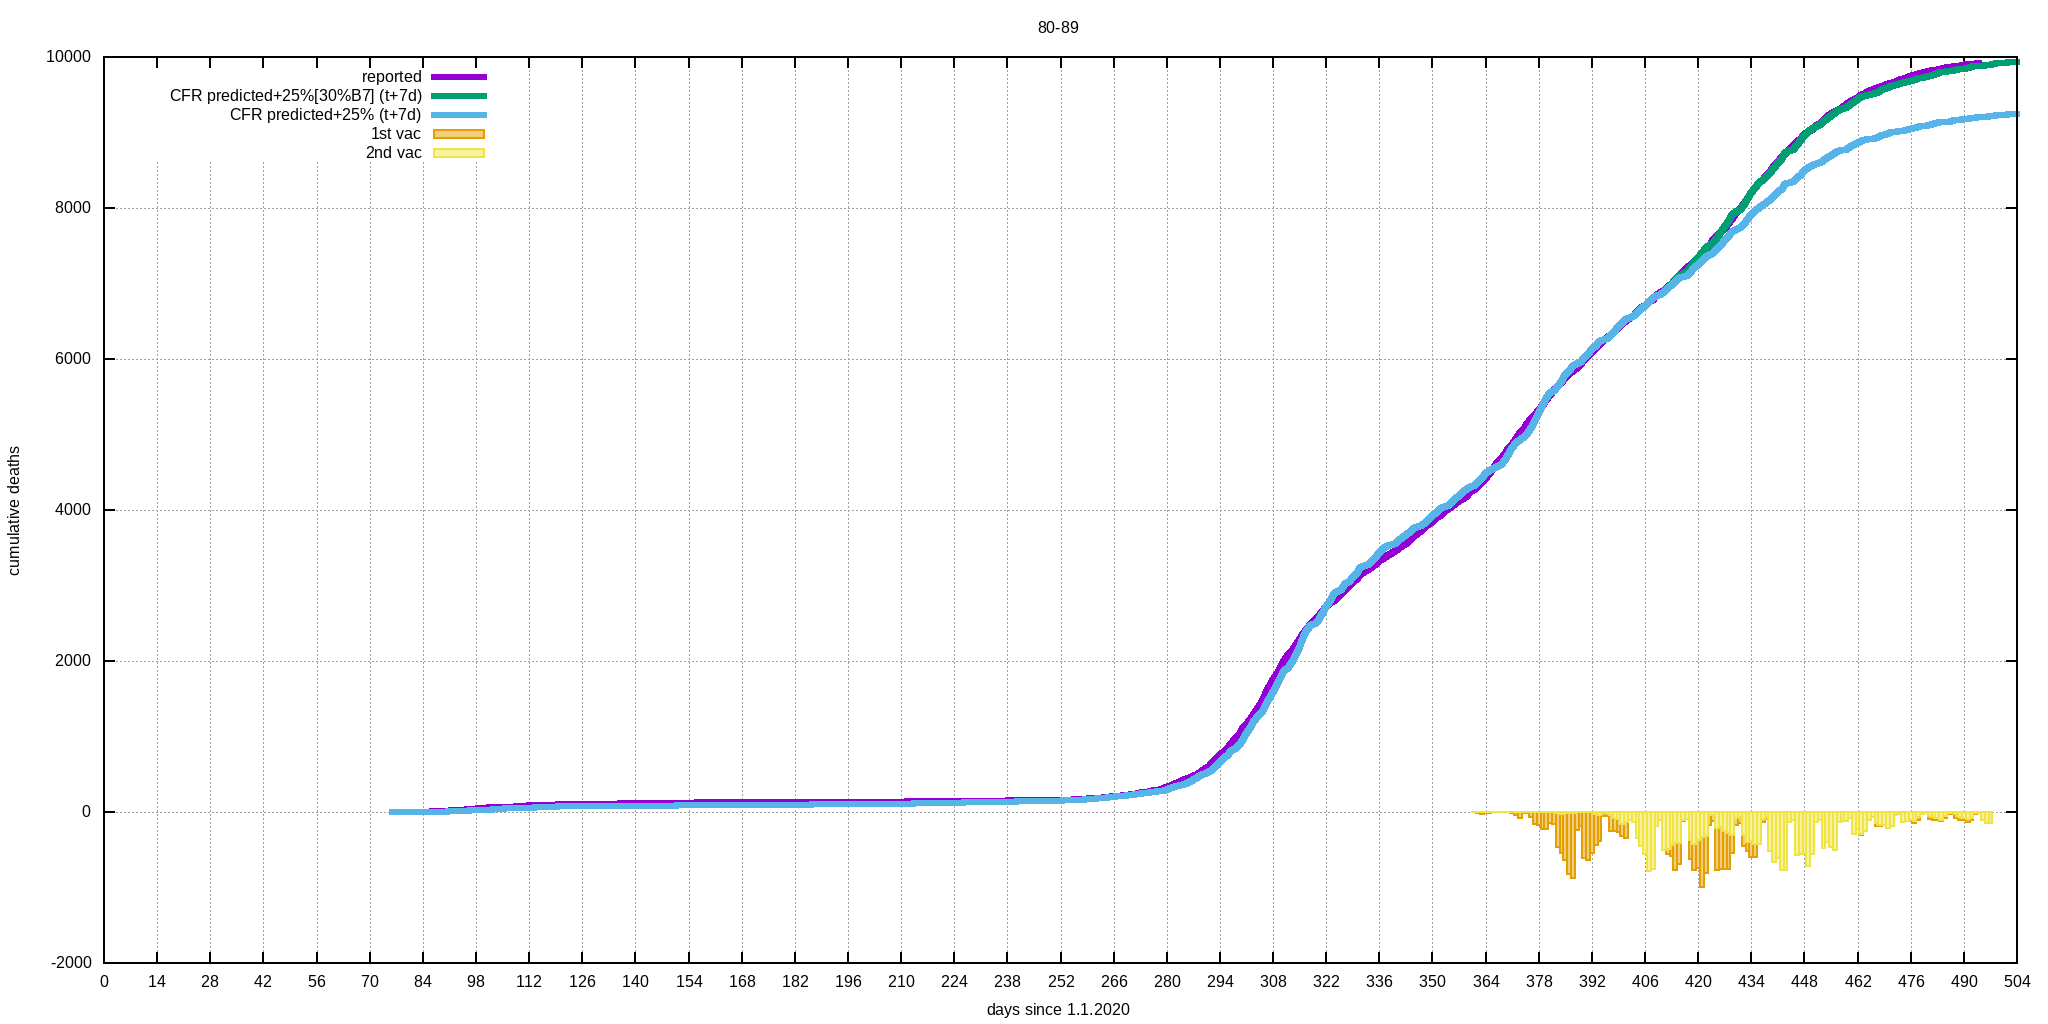 80-89
10000
8000
6000
4000
2000
0
-2000
cumulative deaths
reported
CFR predicted+25%[30%B7] (t+7d)
CFR predicted+25% (t+7d)
1st vac
2nd vac
0 14 28 42 56 70 84 98 112 126 140 154 168 182 196 210 224 238 252 266 280 294 308 322 336 350 364 378 392 406 420 434 448 462 476 490 504
days since 1.1.2020